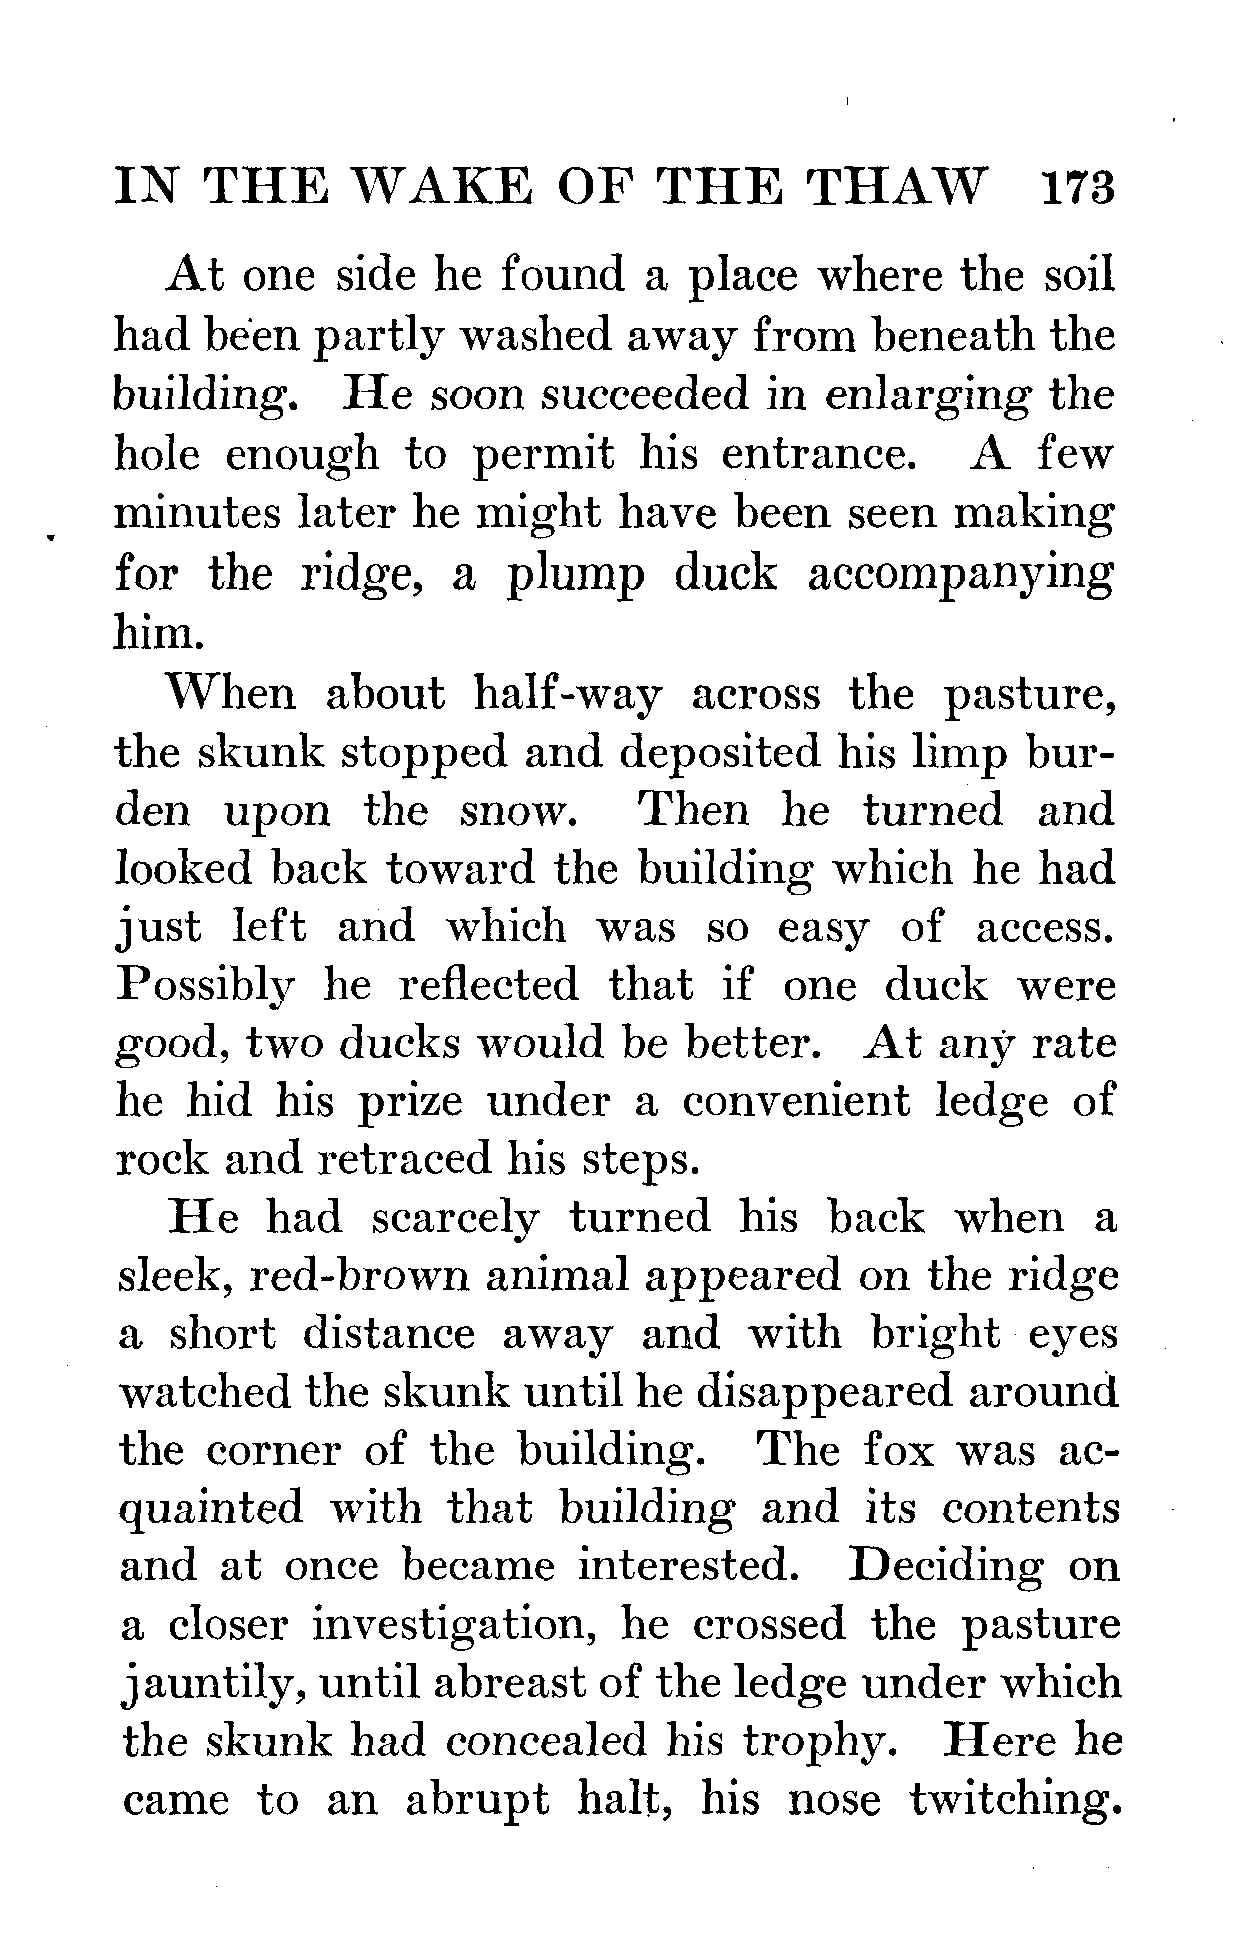 IN THE WAKE OF THE THAW 173
At one side he found a place where the soil
had been partly washed away from beneath the
building. He soon succeeded in enlarging the
hole enough to permit his entrance. A few
minutes later he might have been seen making
for the ridge, a plump duck accompanying
him.
When about half-way across the pasture,
the skunk stopped and deposited his limp bur-
den upon the snow. Then he turned and
looked back toward the building which he had
just left and which was so easy of access.
Possibly he reflected that if one duck were
good, two ducks would be better. At any rate
he hid his prize under a convenient ledge of
rock and retraced his steps.
He had scarcely turned his back when a
sleek, red-brown animal appeared on the ridge
a short distance away and with bright eyes
watched the skunk until he disappeared around
the corner of the building. The fox was ac-
quainted with that building and its contents
and at once became interested. Deciding on
a closer investigation, he crossed the pasture
jauntily, until abreast of the ledge under which
the skunk had concealed his trophy. Here he
came to an abrupt halt, his nose twitching.